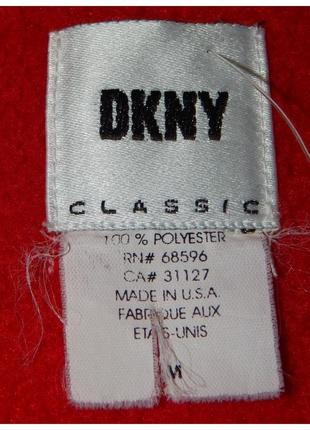 DKNY
CLASSIC
100 % POLYESTER
RN# 68596
CA# 31127
MADE IN U.S.A.
FABRIQUE AUX
ETATS-UNIS